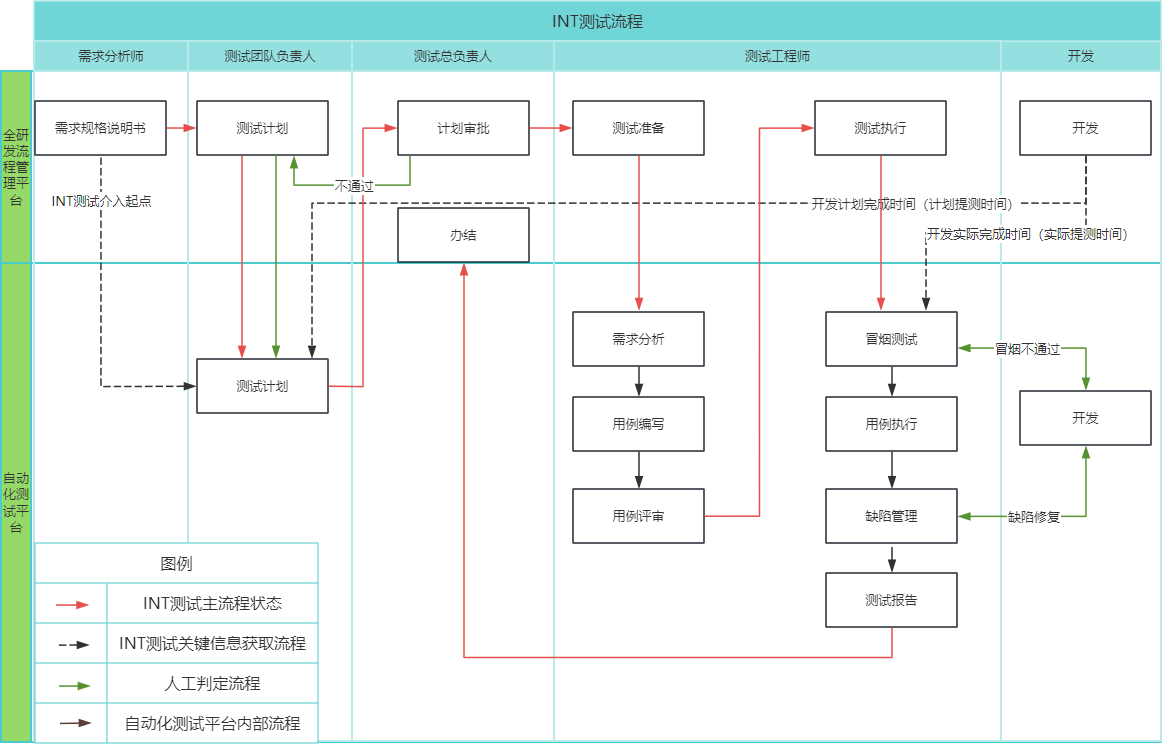 INT测试流程
需求分析师
测试团队负责人
测试总负责人
测试工程师
开发
全研
发流
程管
理平
台
需求规格说明书
测试计划
计划审批
测试准备
测试执行
开发
不通过
INT测试介入起点
开发计划完成时间（计划提测时间）
办结
开发实际完成时间（实际提测时间）
需求分析
冒烟测试
冒烟不通过
测试计划
用例编写
用例执行
开发
自动
化测
试平
台
用例评审
缺陷管理
缺陷修复
测试报告
图例
INT测试主流程状态
INT测试关键信息获取流程
人工判定流程
自动化测试平台内部流程